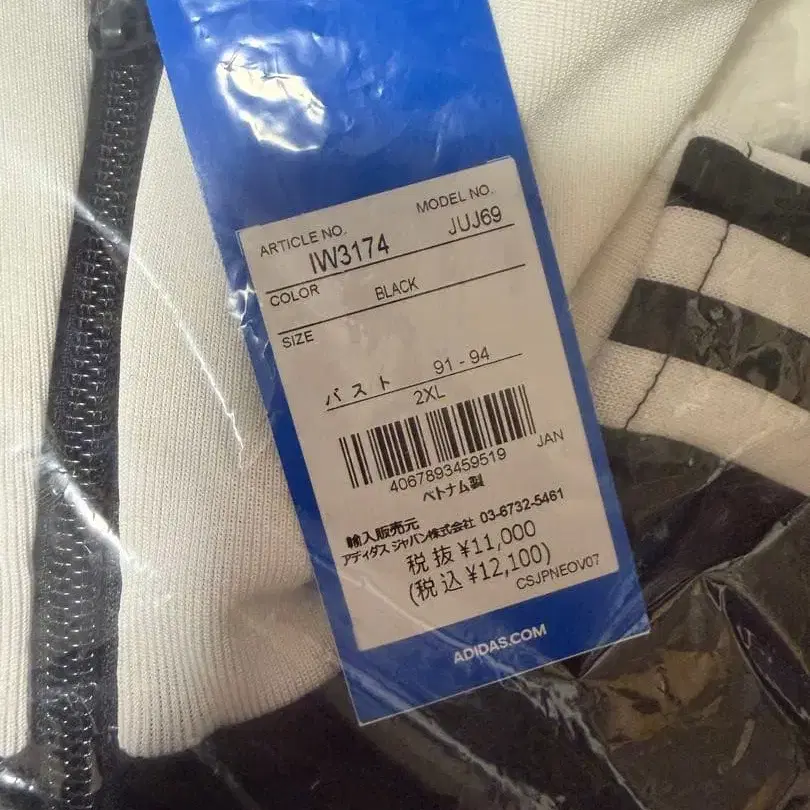 ARTICLE NO. MODEL NO.
IW3174 JUJ69
COLOR BLACK
SIZE
バスト 91 - 94
2XL
JAN
4067893459519
ベトナム製
輸入販売元
アディダス ジャパン株式会社 03-6732-5461
税抜¥11,000
(税込¥12,100)
CSJPNEOV07
ADIDAS.COM